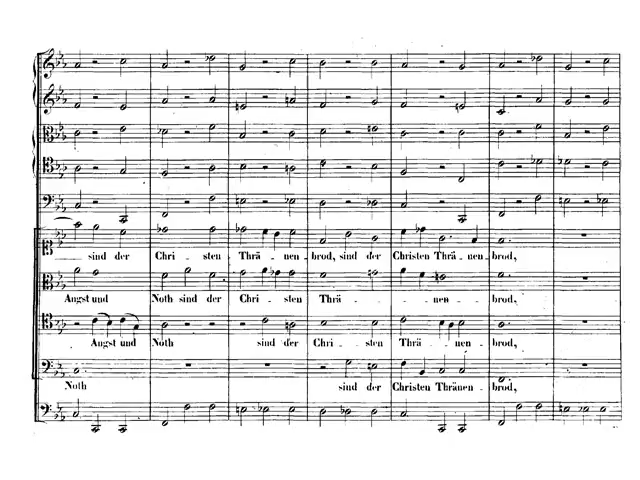 sind der Chri- sten Thrä- nen- brod, sind der Christen Thrä- nen- brod,
Angst und Noth sind der Chri- sten Thrä- nen- brod,
Angst und Noth sind der Chri- sten Thrä- nen- brod,
Noth sind der Christen Thränen- brod,